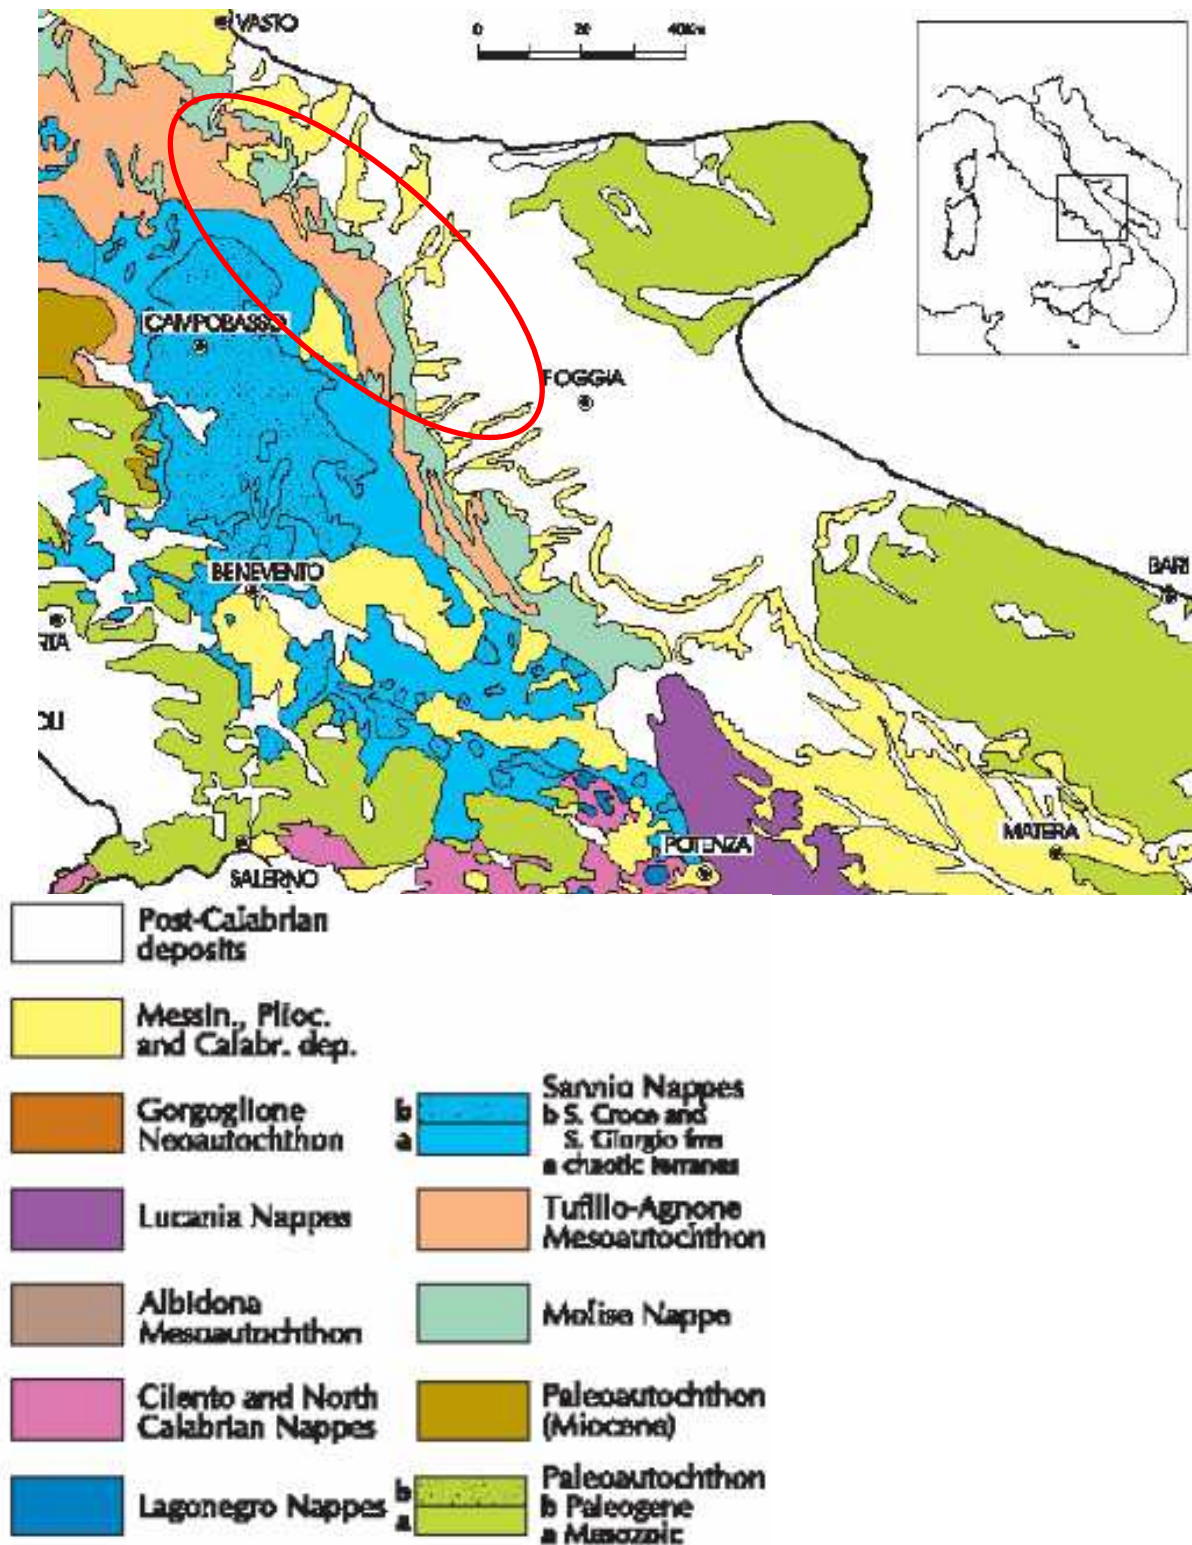 VASTO
0 20 40Km
CAMPOBASSO
FOGGIA
BENEVENTO
BARI
RTA
OLI
SALERNO
POTENZA
MATERA
Post-Calabrian
deposits
Messin., Plioc.
and Calabr. dep.
Gorgoglione
Neoautochthon
Lucania Nappes
Albidona
Mesoautochthon
Cilento and North
Calabrian Nappes
Lagonegro Nappes
b
a
Sannio Nappes
b S. Croce and
S. Giorgio fms
a chaotic terranes
Tufillo-Agnone
Mesoautochthon
Molise Nappe
Paleoautochthon
(Miocene)
b
a
Paleoautochthon
b Paleogene
a Mesozoic